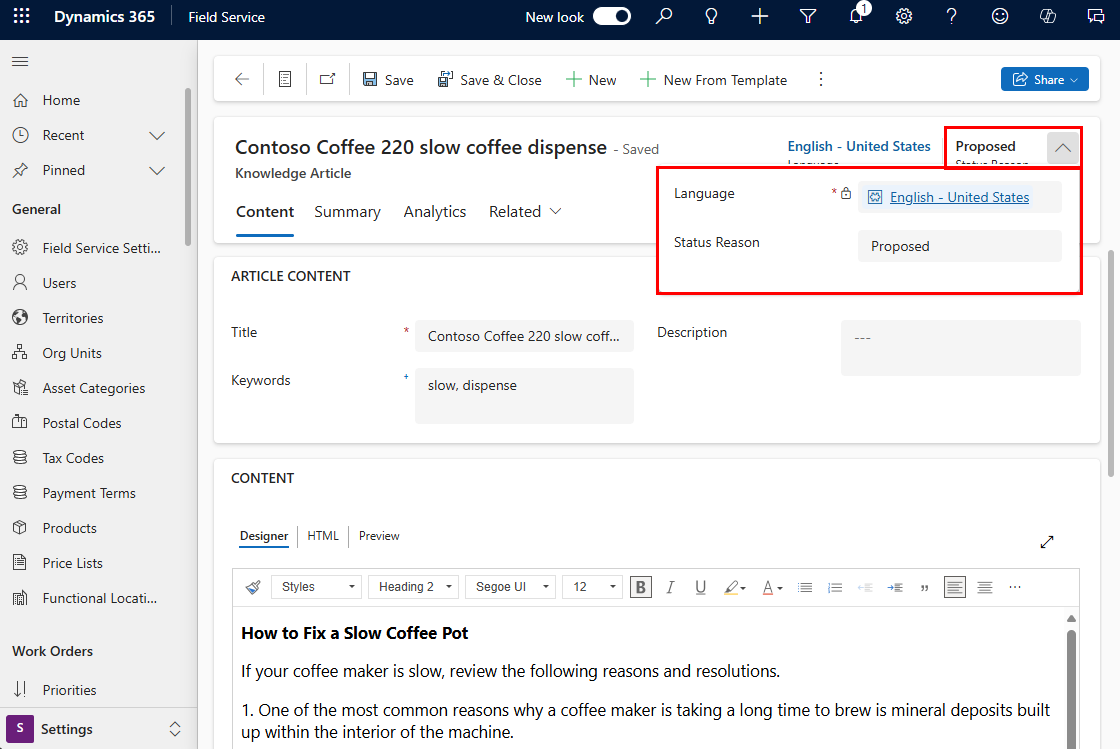 Dynamics 365
Field Service
New look
1
Home
Recent
Pinned
General
Field Service Setti...
Users
Territories
Org Units
Asset Categories
Postal Codes
Tax Codes
Payment Terms
Products
Price Lists
Functional Locati...
Work Orders
Priorities
S Settings
Save
Save & Close
New
New From Template
Share
Contoso Coffee 220 slow coffee dispense - Saved
Knowledge Article
English - United States
Language
Proposed
Status Reason
Content
Summary
Analytics
Related
Language * English - United States
Status Reason Proposed
ARTICLE CONTENT
Title * Contoso Coffee 220 slow coff...
Keywords + slow, dispense
Description ---
CONTENT
Designer
HTML
Preview
Styles Heading 2 Segoe UI 12 B I U A
How to Fix a Slow Coffee Pot
If your coffee maker is slow, review the following reasons and resolutions.
1. One of the most common reasons why a coffee maker is taking a long time to brew is mineral deposits built
up within the interior of the machine.